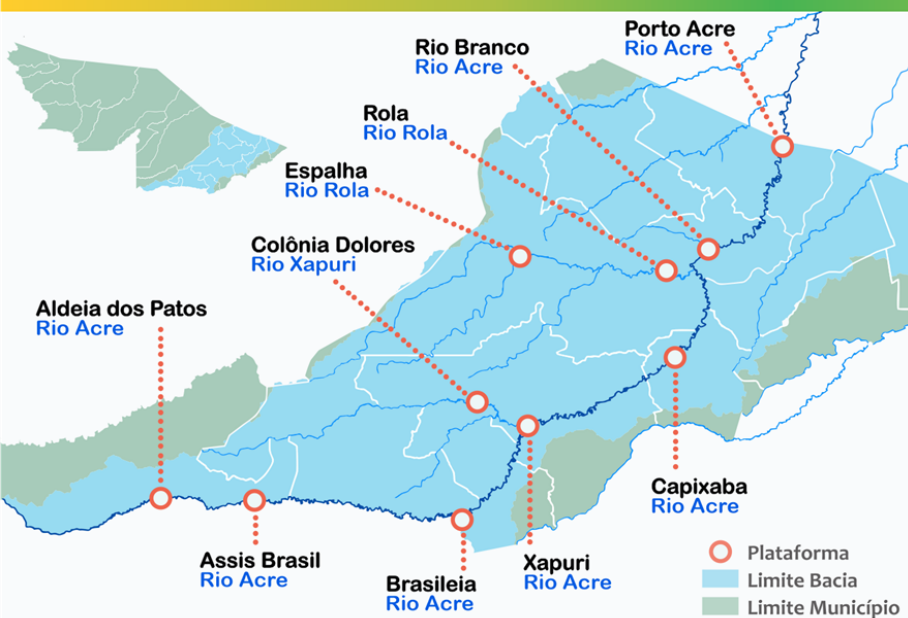 Porto Acre
Rio Acre
Rio Branco
Rio Acre
Rola
Rio Rola
Espalha
Rio Rola
Colônia Dolores
Rio Xapuri
Aldeia dos Patos
Rio Acre
Capixaba
Rio Acre
Assis Brasil
Rio Acre
Brasileia
Rio Acre
Xapuri
Rio Acre
Plataforma
Limite Bacia
Limite Município